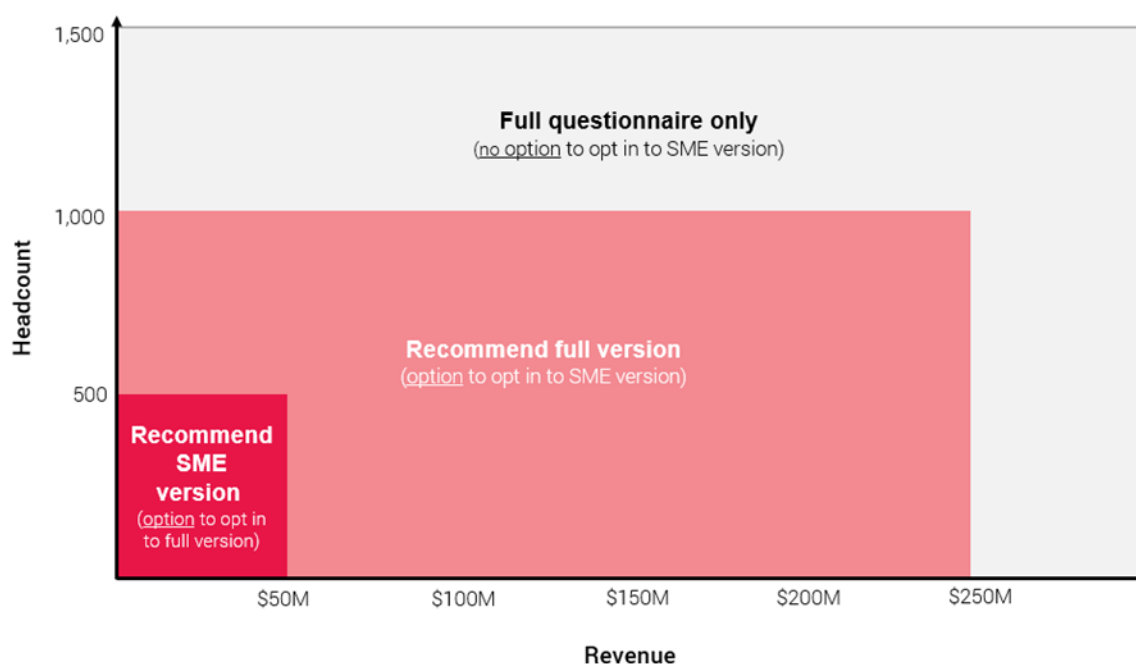 1,500
Full questionnaire only
(no option to opt in to SME version)
1,000
Headcount
Recommend full version
(option to opt in to SME version)
500
Recommend
SME
version
(option to opt in
to full version)
$50M $100M $150M $200M $250M
Revenue